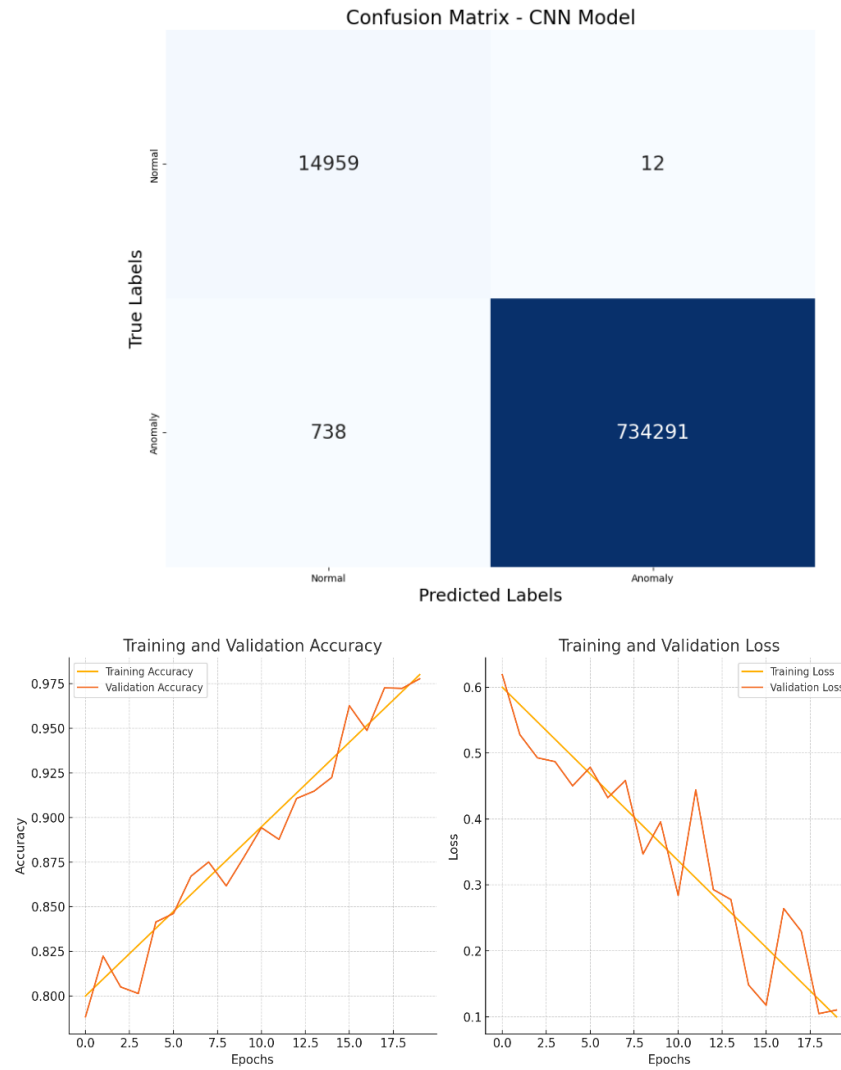 Confusion Matrix - CNN Model
Normal
14959
12
True Labels
Anomaly
738
734291
Normal
Anomaly
Predicted Labels
Training and Validation Accuracy
Training Accuracy
Validation Accuracy
0.975
0.950
0.925
0.900
0.875
0.850
0.825
0.800
Accuracy
0.0 2.5 5.0 7.5 10.0 12.5 15.0 17.5
Epochs
Training and Validation Loss
Training Loss
Validation Loss
0.6
0.5
0.4
0.3
0.2
0.1
Loss
0.0 2.5 5.0 7.5 10.0 12.5 15.0 17.5
Epochs